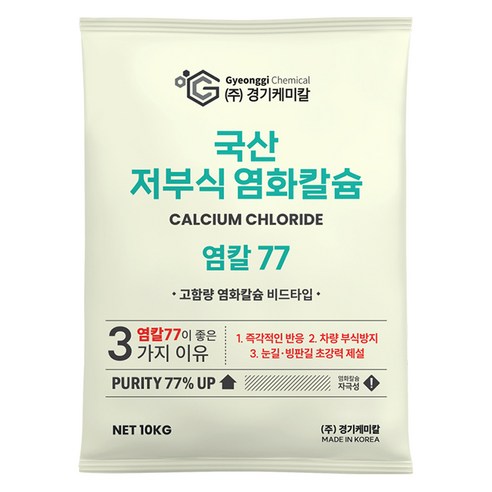 Gyeonggi Chemical
(주) 경기케미칼
국산
저부식 염화칼슘
CALCIUM CHLORIDE
염칼 77
• 고함량 염화칼슘 비드타입 •
3 염칼77이 좋은
가지 이유
1. 즉각적인 반응 2. 차량 부식방지
3. 눈길·빙판길 초강력 제설
PURITY 77% UP
염화칼슘
자극성
NET 10KG
(주) 경기케미칼
MADE IN KOREA